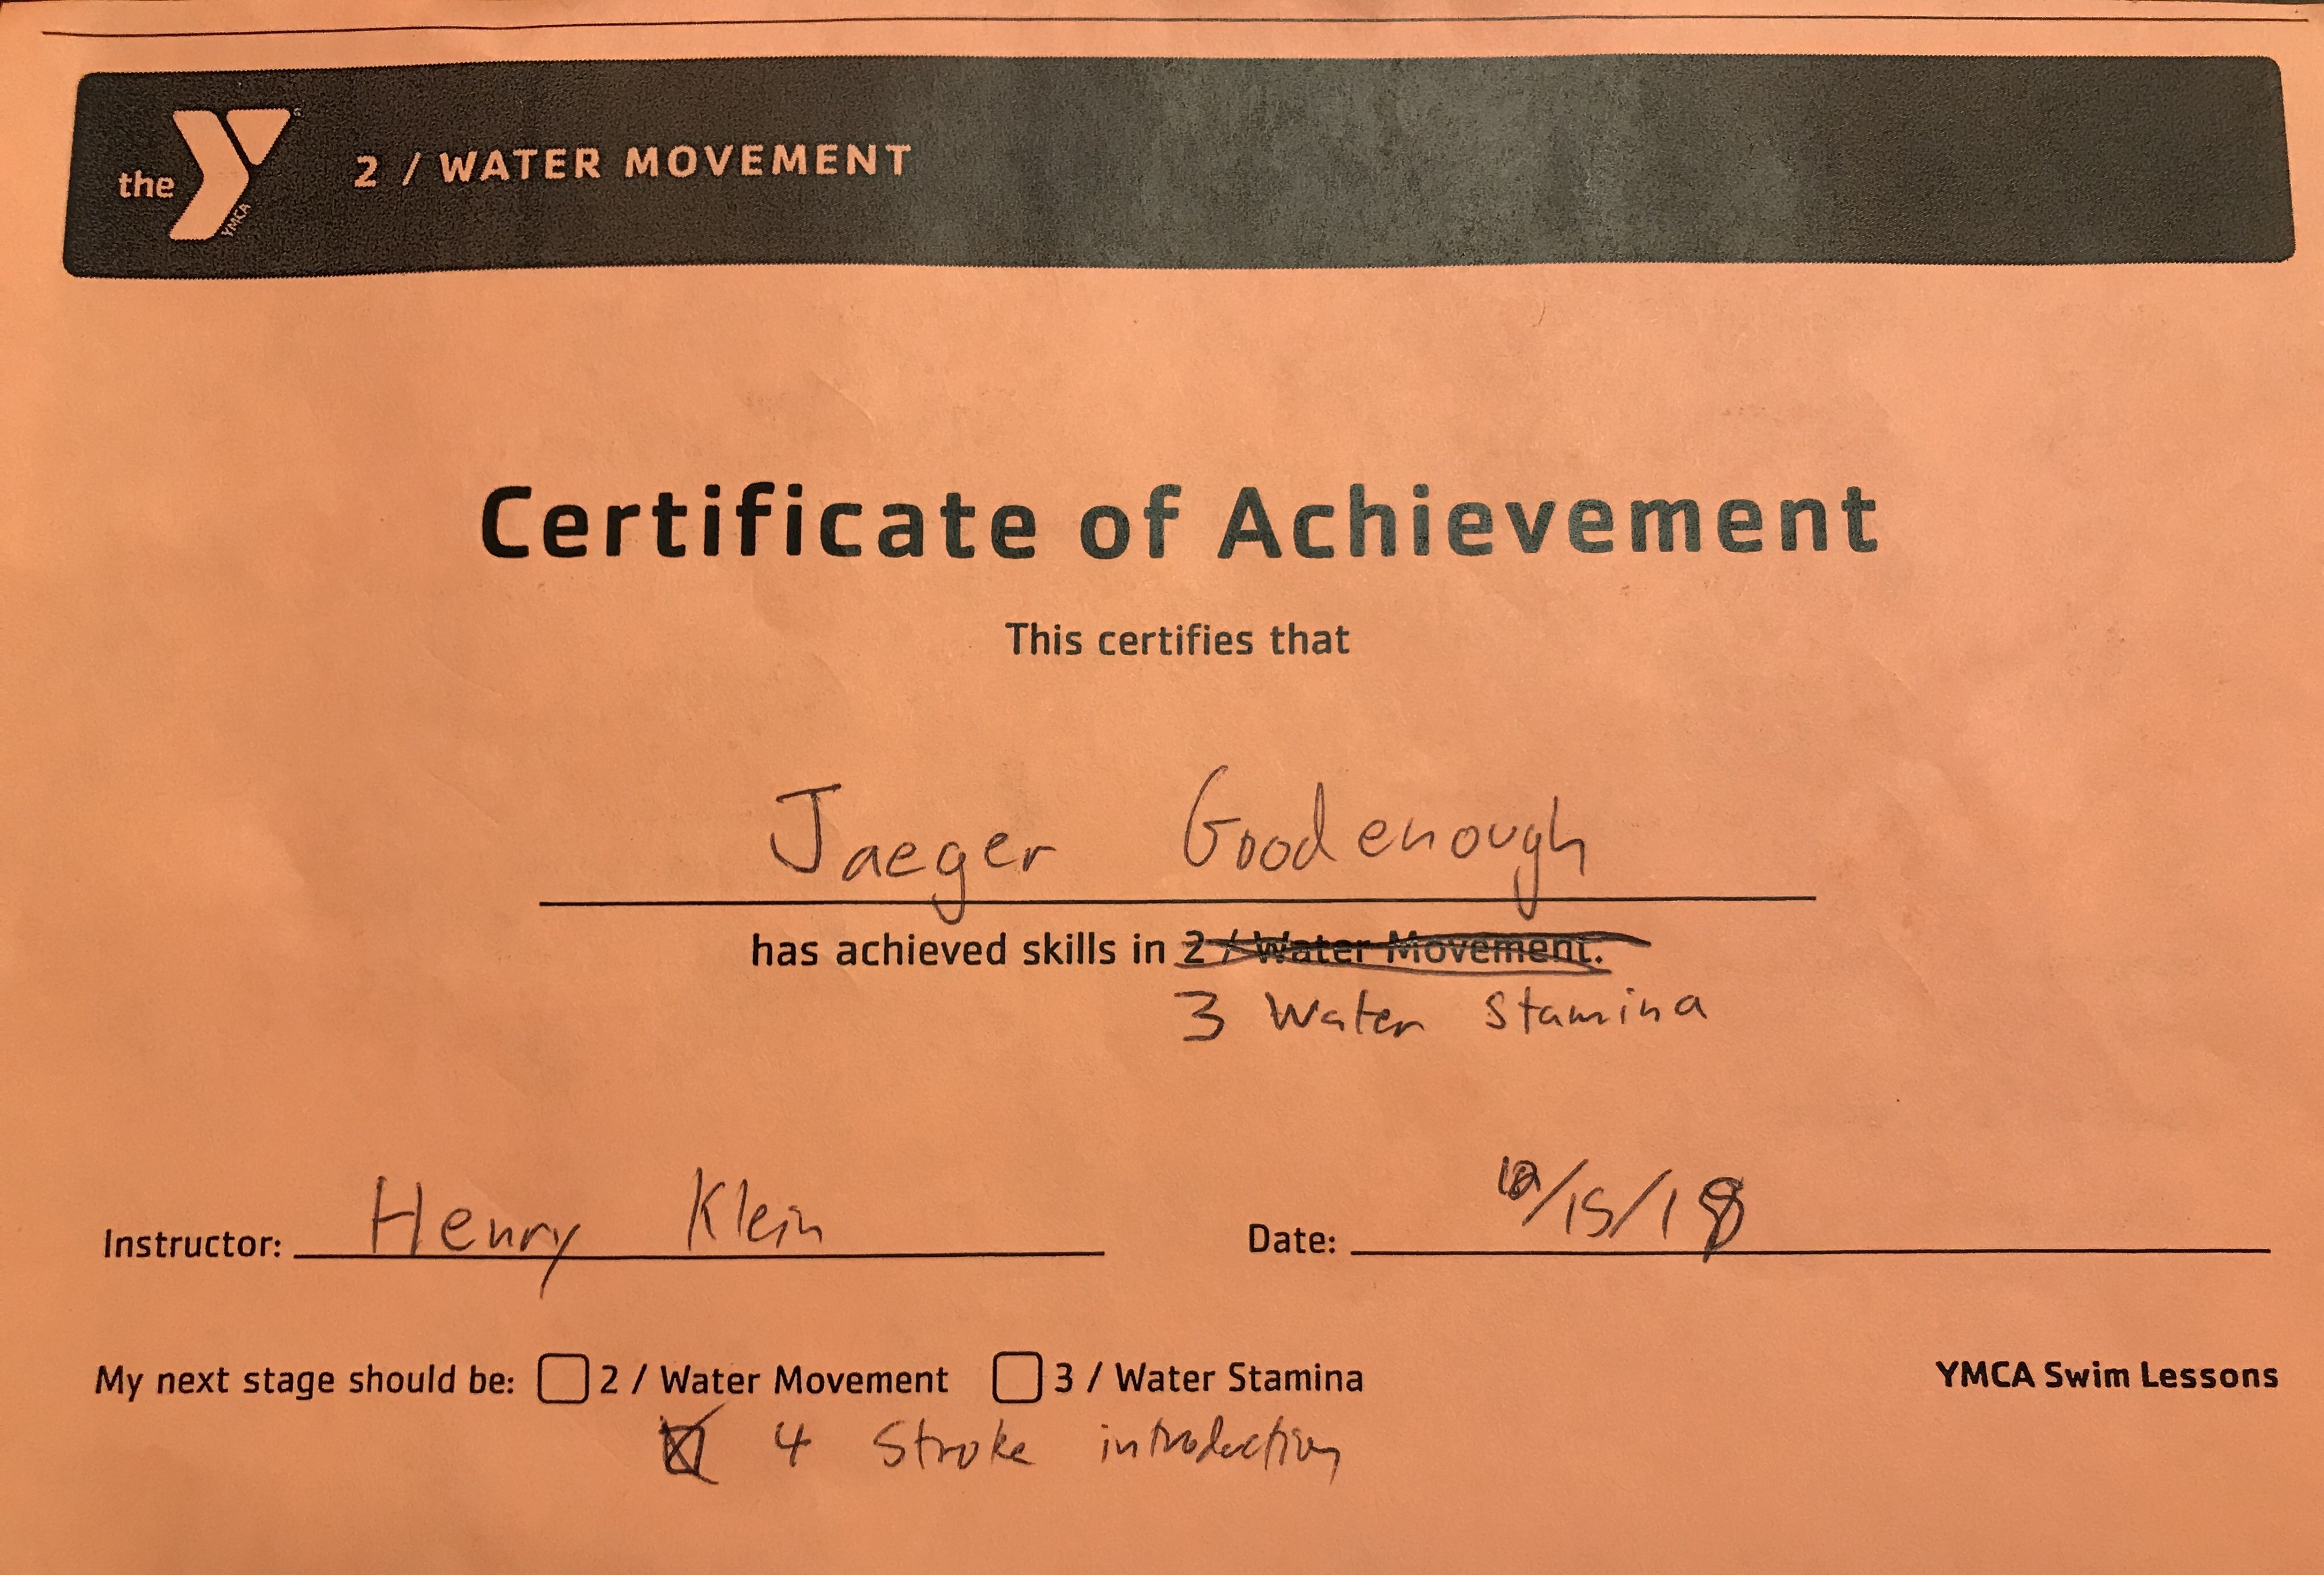 the Y YMCA 2 / WATER MOVEMENT
Certificate of Achievement
This certifies that
Jaeger Goodenough
has achieved skills in 2 / Water Movement.
3 Water Stamina
Instructor: Henry Klein Date: 12/15/18
My next stage should be: 2 / Water Movement 3 / Water Stamina YMCA Swim Lessons
4 Stroke introduction